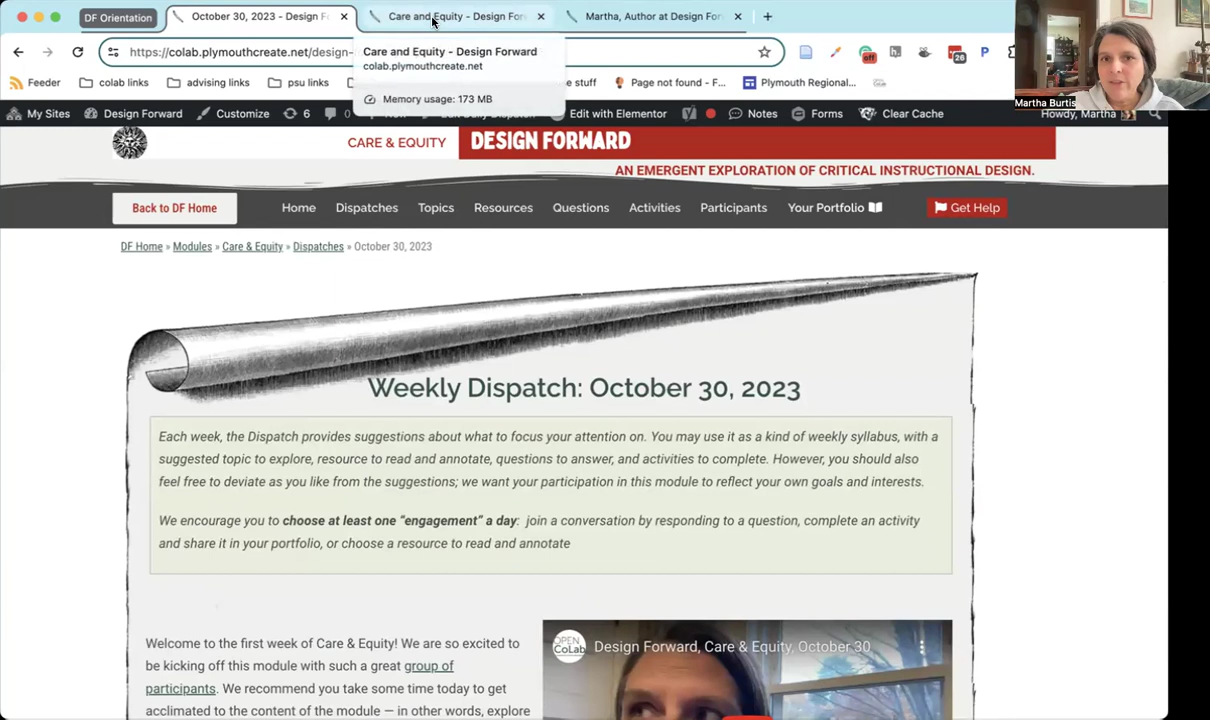 DF Orientation
October 30, 2023 - Design F
Care and Equity - Design For
Martha, Author at Design For
https://colab.plymouthcreate.net/design-
Care and Equity - Design Forward
colab.plymouthcreate.net
Memory usage: 173 MB
off
26
P
Feeder
colab links
advising links
psu links
e stuff
Page not found - F...
Plymouth Regional...
Martha Burtis
My Sites
Design Forward
Customize
6
0
New
Edit Daily Dispatch
Edit with Elementor
Notes
Forms
Clear Cache
Howdy, Martha
CARE & EQUITY
DESIGN FORWARD
AN EMERGENT EXPLORATION OF CRITICAL INSTRUCTIONAL DESIGN.
Back to DF Home
Home
Dispatches
Topics
Resources
Questions
Activities
Participants
Your Portfolio
Get Help
DF Home » Modules » Care & Equity » Dispatches » October 30, 2023
Weekly Dispatch: October 30, 2023
Each week, the Dispatch provides suggestions about what to focus your attention on. You may use it as a kind of weekly syllabus, with a
suggested topic to explore, resource to read and annotate, questions to answer, and activities to complete. However, you should also
feel free to deviate as you like from the suggestions; we want your participation in this module to reflect your own goals and interests.
We encourage you to choose at least one “engagement” a day: join a conversation by responding to a question, complete an activity
and share it in your portfolio, or choose a resource to read and annotate
Welcome to the first week of Care & Equity! We are so excited
to be kicking off this module with such a great group of
participants. We recommend you take some time today to get
acclimated to the content of the module — in other words, explore
OPEN
CoLab
Design Forward, Care & Equity, October 30